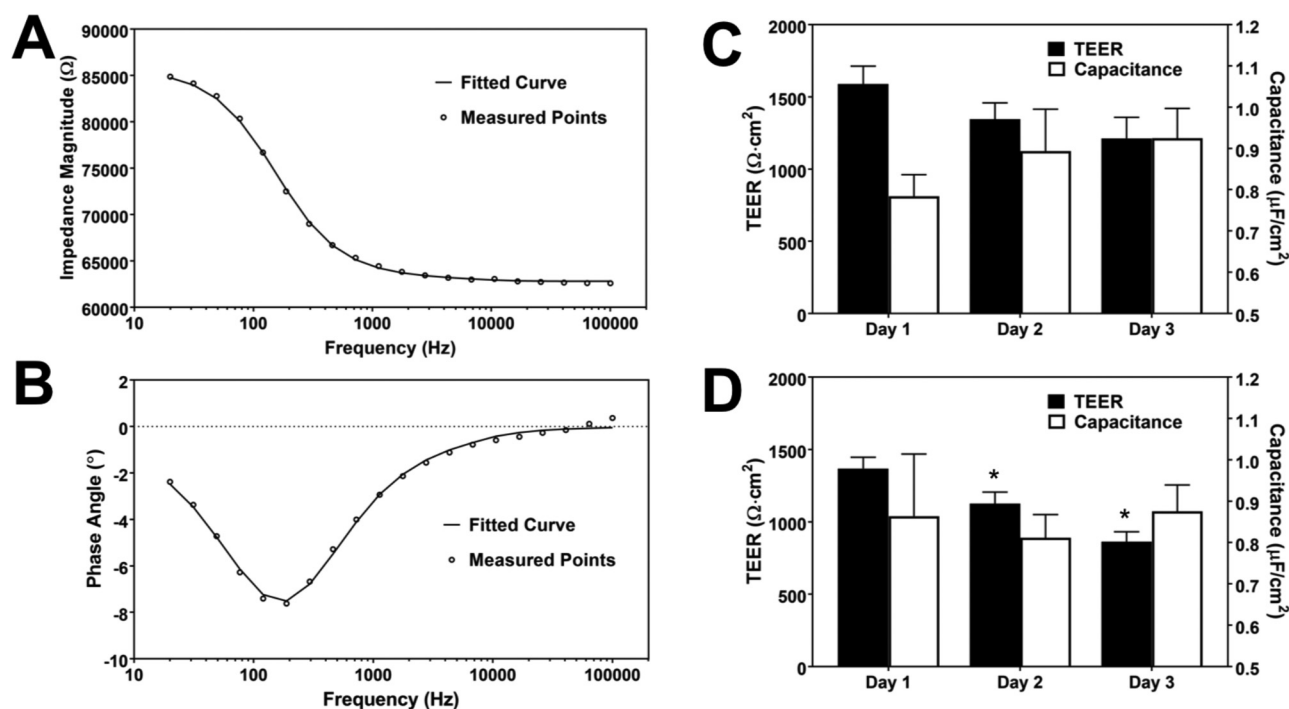 A
90000
85000
80000
75000
70000
65000
60000
Impedance Magnitude (Ω)
Fitted Curve
Measured Points
10
100
1000
10000
100000
Frequency (Hz)
B
2
0
-2
-4
-6
-8
-10
Phase Angle (°)
Fitted Curve
Measured Points
10
100
1000
10000
100000
Frequency (Hz)
C
2000
1500
1000
500
0
TEER (Ω·cm²)
TEER
Capacitance
1.2
1.1
1.0
0.9
0.8
0.7
0.6
0.5
Capacitance (μF/cm²)
Day 1
Day 2
Day 3
D
2000
1500
1000
500
0
TEER (Ω·cm²)
TEER
Capacitance
*
*
1.2
1.1
1.0
0.9
0.8
0.7
0.6
0.5
Capacitance (μF/cm²)
Day 1
Day 2
Day 3